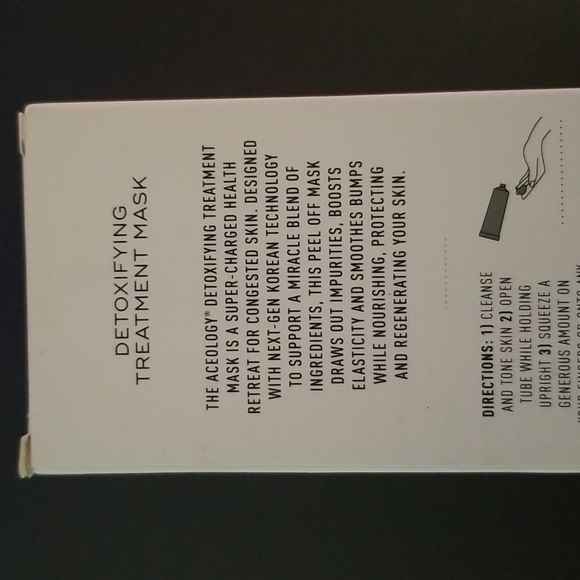 DETOXIFYING
TREATMENT MASK
THE ACEOLOGY® DETOXIFYING TREATMENT
MASK IS A SUPER-CHARGED HEALTH
RETREAT FOR CONGESTED SKIN. DESIGNED
WITH NEXT-GEN KOREAN TECHNOLOGY
TO SUPPORT A MIRACLE BLEND OF
INGREDIENTS, THIS PEEL OFF MASK
DRAWS OUT IMPURITIES, BOOSTS
ELASTICITY AND SMOOTHES BUMPS
WHILE NOURISHING, PROTECTING
AND REGENERATING YOUR SKIN.
DIRECTIONS: 1) CLEANSE
AND TONE SKIN 2) OPEN
TUBE WHILE HOLDING
UPRIGHT 3) SQUEEZE A
GENEROUS AMOUNT ON